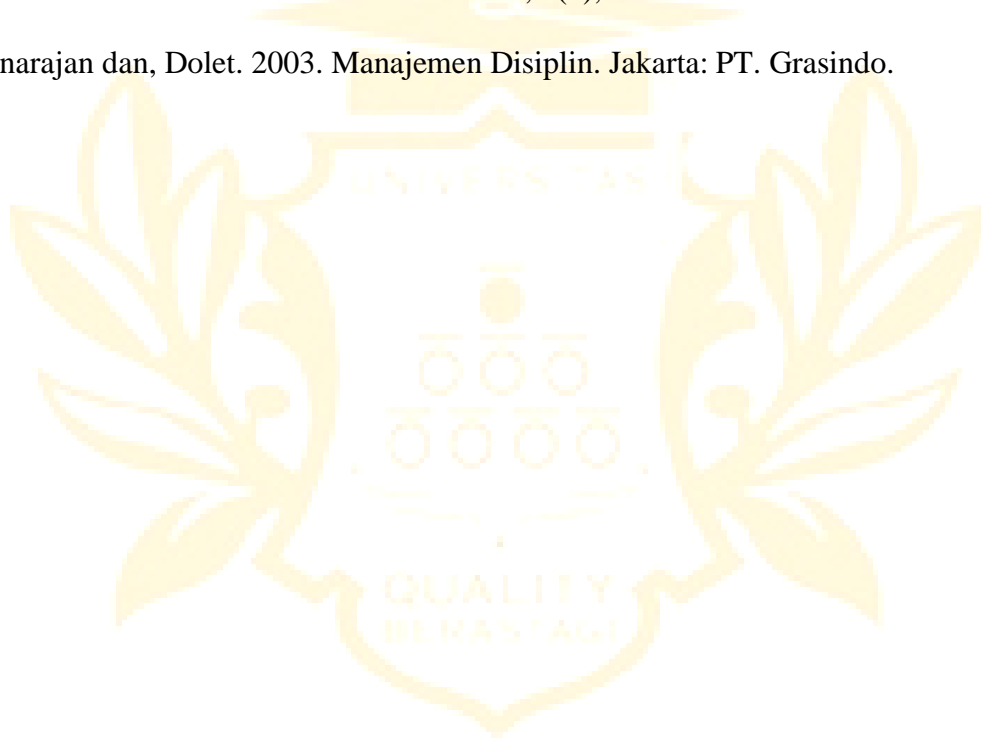 narajan dan, Dolet. 2003. Manajemen Disiplin. Jakarta: PT. Grasindo.
UNIVERSITAS
QUALITY
BERASTAGI